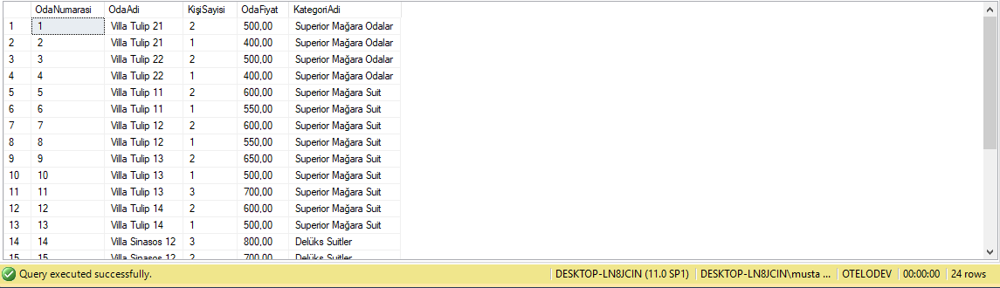 OdaNumarasi OdaAdi KişiSayisi OdaFiyat KategoriAdi
1 1 Villa Tulip 21 2 500,00 Superior Mağara Odalar
2 2 Villa Tulip 21 1 400,00 Superior Mağara Odalar
3 3 Villa Tulip 22 2 500,00 Superior Mağara Odalar
4 4 Villa Tulip 22 1 400,00 Superior Mağara Odalar
5 5 Villa Tulip 11 2 600,00 Superior Mağara Suit
6 6 Villa Tulip 11 1 550,00 Superior Mağara Suit
7 7 Villa Tulip 12 2 600,00 Superior Mağara Suit
8 8 Villa Tulip 12 1 550,00 Superior Mağara Suit
9 9 Villa Tulip 13 2 650,00 Superior Mağara Suit
10 10 Villa Tulip 13 1 500,00 Superior Mağara Suit
11 11 Villa Tulip 13 3 700,00 Superior Mağara Suit
12 12 Villa Tulip 14 2 600,00 Superior Mağara Suit
13 13 Villa Tulip 14 1 500,00 Superior Mağara Suit
14 14 Villa Sinasos 12 3 800,00 Delüks Suitler
15 15 Villa Sinasos 12 2 700,00 Delüks Suitler
Query executed successfully. DESKTOP-LN8JCIN (11.0 SP1) DESKTOP-LN8JCIN\musta ... OTELODEV 00:00:00 24 rows